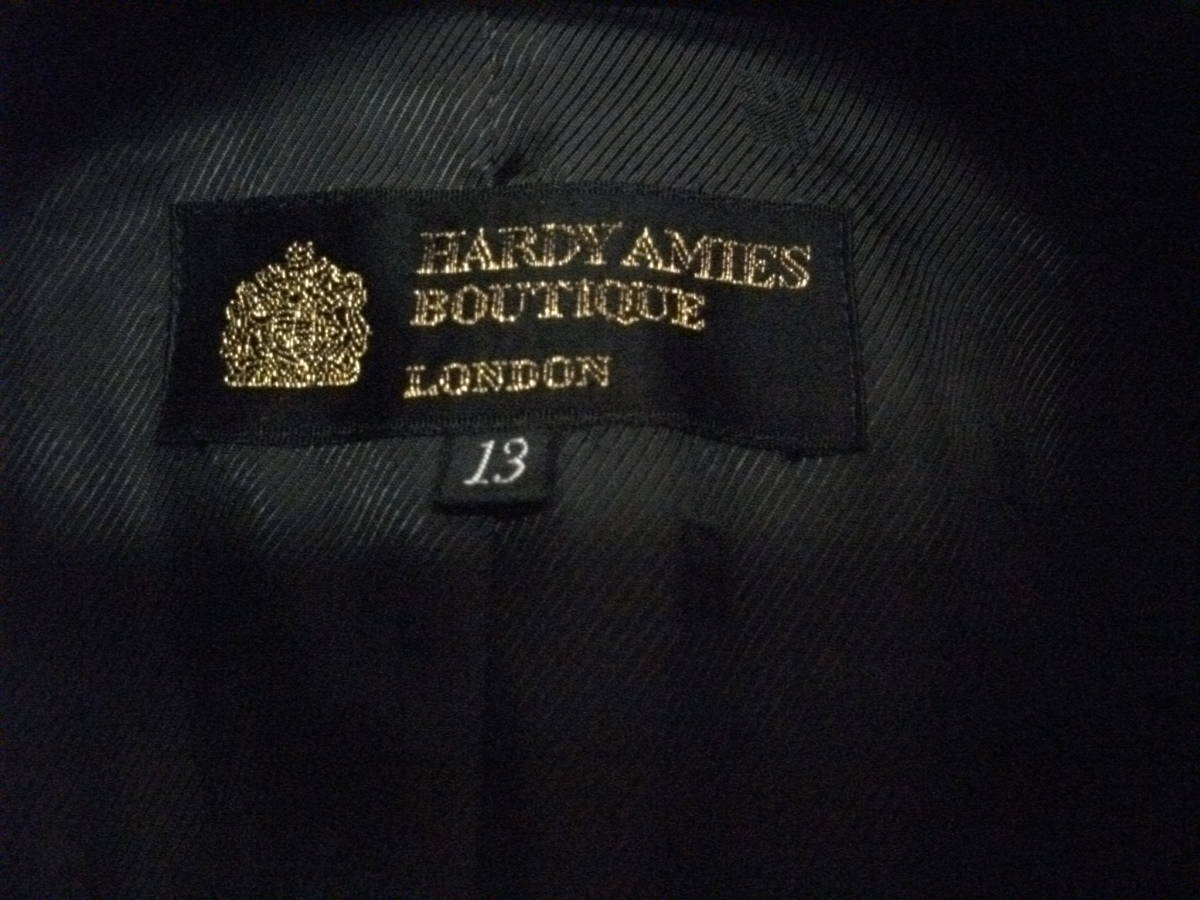 HARDY AMIES
BOUTIQUE
LONDON
13